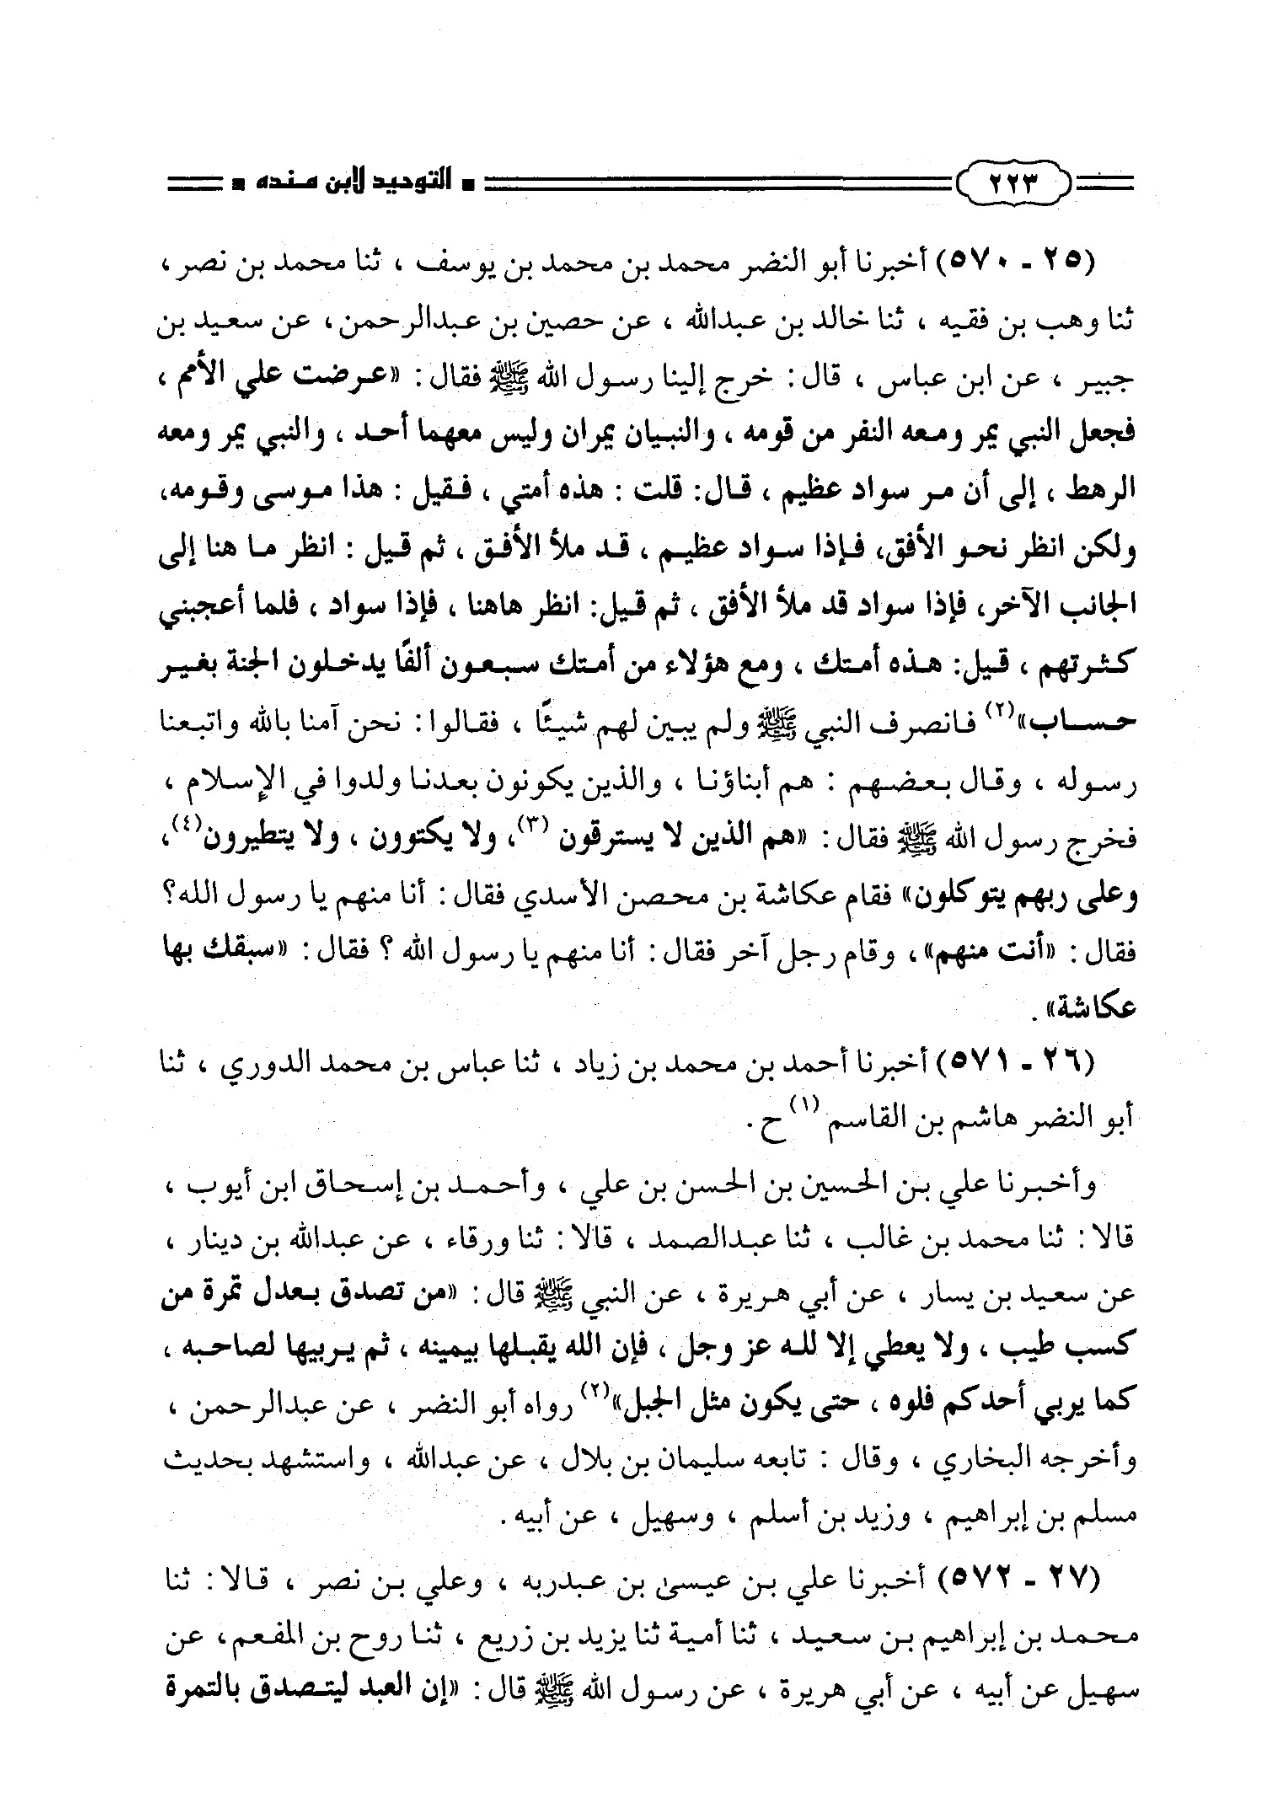 ٢٢٣ ■ التوحيد لابن منده ■
(٢٥ - ٥٧٠) أخبرنا أبو النضر محمد بن محمد بن يوسف ، ثنا محمد بن نصر ،
ثنا وهب بن فقيه ، ثنا خالد بن عبدالله ، عن حصين بن عبدالرحمن، عن سعيد بن
جبير ، عن ابن عباس ، قال : خرج إلينا رسول الله ﷺ فقال : «عرضت علي الأمم ،
فجعل النبي يمر ومعه النفر من قومه ، والنبيان يمران وليس معهما أحد ، والنبي يمر ومعه
الرهط ، إلى أن مر سواد عظيم ، قال: قلت : هذه أمتي ، فقيل : هذا موسى وقومه،
ولكن انظر نحو الأفق، فإذا سواد عظيم ، قد ملأ الأفق ، ثم قيل : انظر ما هنا إلى
الجانب الآخر، فإذا سواد قد ملأ الأفق ، ثم قيل: انظر هاهنا ، فإذا سواد ، فلما أعجبني
كثرتهم ، قيل: هذه أمتك ، ومع هؤلاء من أمتك سبعون ألفًا يدخلون الجنة بغير
حساب»(٢) فانصرف النبي ﷺ ولم يبين لهم شيئًا ، فقالوا: نحن آمنا بالله واتبعنا
رسوله ، وقال بعضهم : هم أبناؤنا ، والذين يكونون بعدنا ولدوا في الإسلام ،
فخرج رسول الله ﷺ فقال : «هم الذين لا يسترقون (٣)، ولا يكتوون ، ولا يتطيرون(٤)،
وعلى ربهم يتوكلون» فقام عكاشة بن محصن الأسدي فقال : أنا منهم يا رسول الله؟
فقال : «أنت منهم» ، وقام رجل آخر فقال : أنا منهم يا رسول الله ؟ فقال : «سبقك بها
عكاشة» .
(٢٦ - ٥٧١) أخبرنا أحمد بن محمد بن زياد ، ثنا عباس بن محمد الدوري ، ثنا
أبو النضر هاشم بن القاسم (١) ح .
وأخبرنا علي بن الحسين بن الحسن بن علي ، وأحمد بن إسحاق ابن أيوب ،
قالا : ثنا محمد بن غالب ، ثنا عبدالصمد ، قالا : ثنا ورقاء ، عن عبدالله بن دينار ،
عن سعيد بن يسار ، عن أبي هريرة ، عن النبي ﷺ قال : «من تصدق بعدل تمرة من
كسب طيب ، ولا يعطي إلا لله عز وجل ، فإن الله يقبلها بيمينه ، ثم يربيها لصاحبه ،
كما يربي أحدكم فلوه ، حتى يكون مثل الجبل»(٢) رواه أبو النضر ، عن عبدالرحمن ،
وأخرجه البخاري ، وقال : تابعه سليمان بن بلال ، عن عبدالله ، واستشهد بحديث
مسلم بن إبراهيم ، وزيد بن أسلم ، وسهيل ، عن أبيه .
(٢٧ - ٥٧٢) أخبرنا علي بن عيسى بن عبدربه ، وعلي بن نصر ، قالا : ثنا
محمد بن إبراهيم بن سعيد ، ثنا أمية ثنا يزيد بن زريع ، ثنا روح بن المفعم، عن
سهيل عن أبيه ، عن أبي هريرة ، عن رسول الله ﷺ قال : «إن العبد ليتصدق بالتمرة